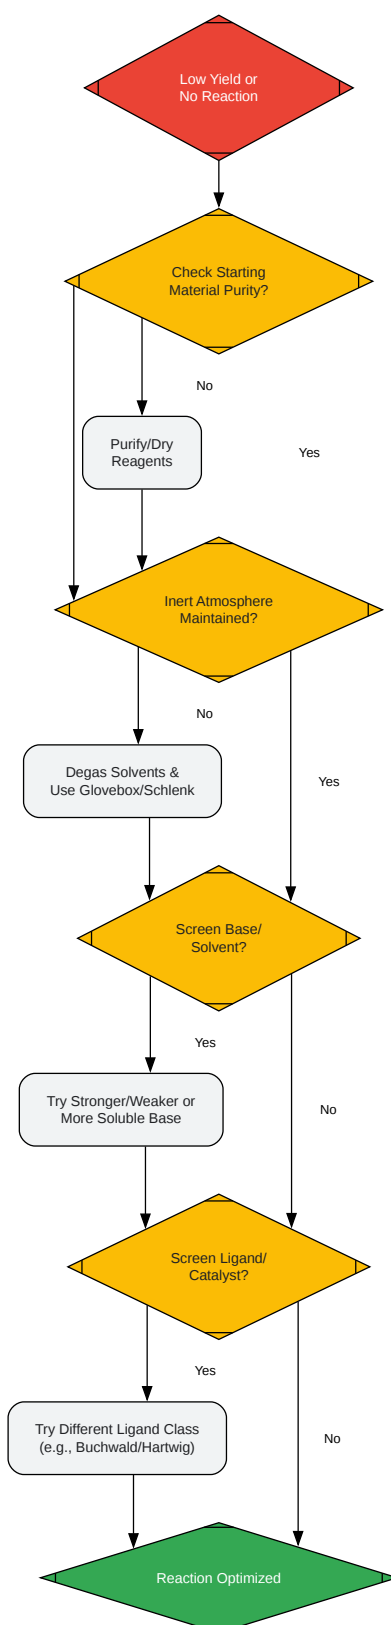 Low Yield or
No Reaction
Check Starting
Material Purity?
No
Purify/Dry
Reagents
Yes
Inert Atmosphere
Maintained?
No
Degas Solvents &
Use Glovebox/Schlenk
Yes
Screen Base/
Solvent?
Yes
Try Stronger/Weaker or
More Soluble Base
No
Screen Ligand/
Catalyst?
Yes
Try Different Ligand Class
(e.g., Buchwald/Hartwig)
No
Reaction Optimized